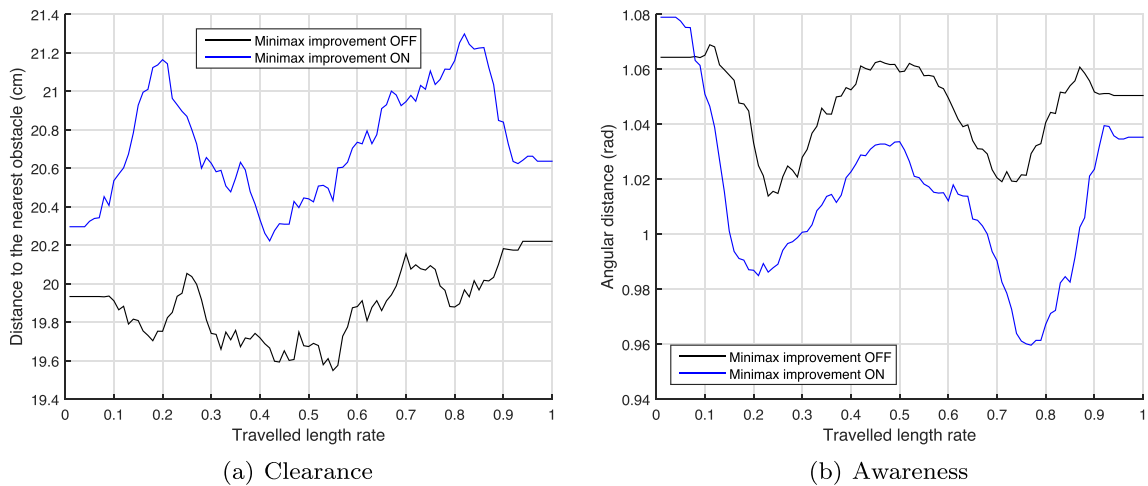 21.4
21.2
21
20.8
20.6
20.4
20.2
20
19.8
19.6
19.4
Distance to the nearest obstacle (cm)
Minimax improvement OFF
Minimax improvement ON
0 0.1 0.2 0.3 0.4 0.5 0.6 0.7 0.8 0.9 1
Travelled length rate
(a) Clearance
1.08
1.06
1.04
1.02
1
0.98
0.96
0.94
Angular distance (rad)
Minimax improvement OFF
Minimax improvement ON
0 0.1 0.2 0.3 0.4 0.5 0.6 0.7 0.8 0.9 1
Travelled length rate
(b) Awareness